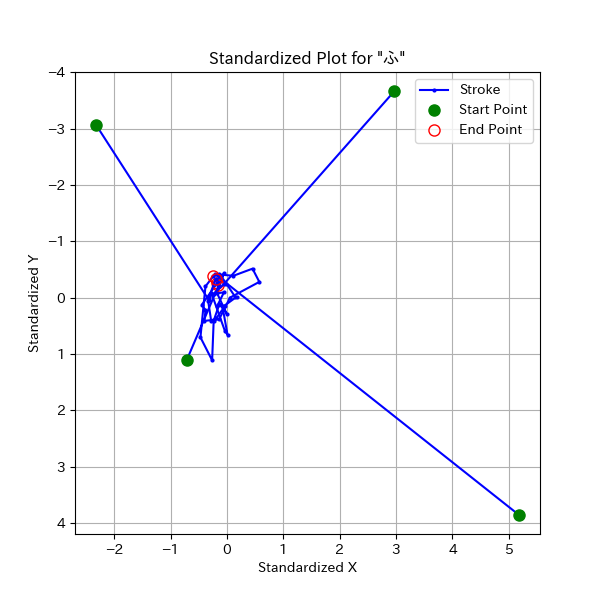 Standardized Plot for "ふ"
Stroke
Start Point
End Point
−4
−3
−2
−1
0
1
2
3
4
Standardized Y
−2 −1 0 1 2 3 4 5
Standardized X